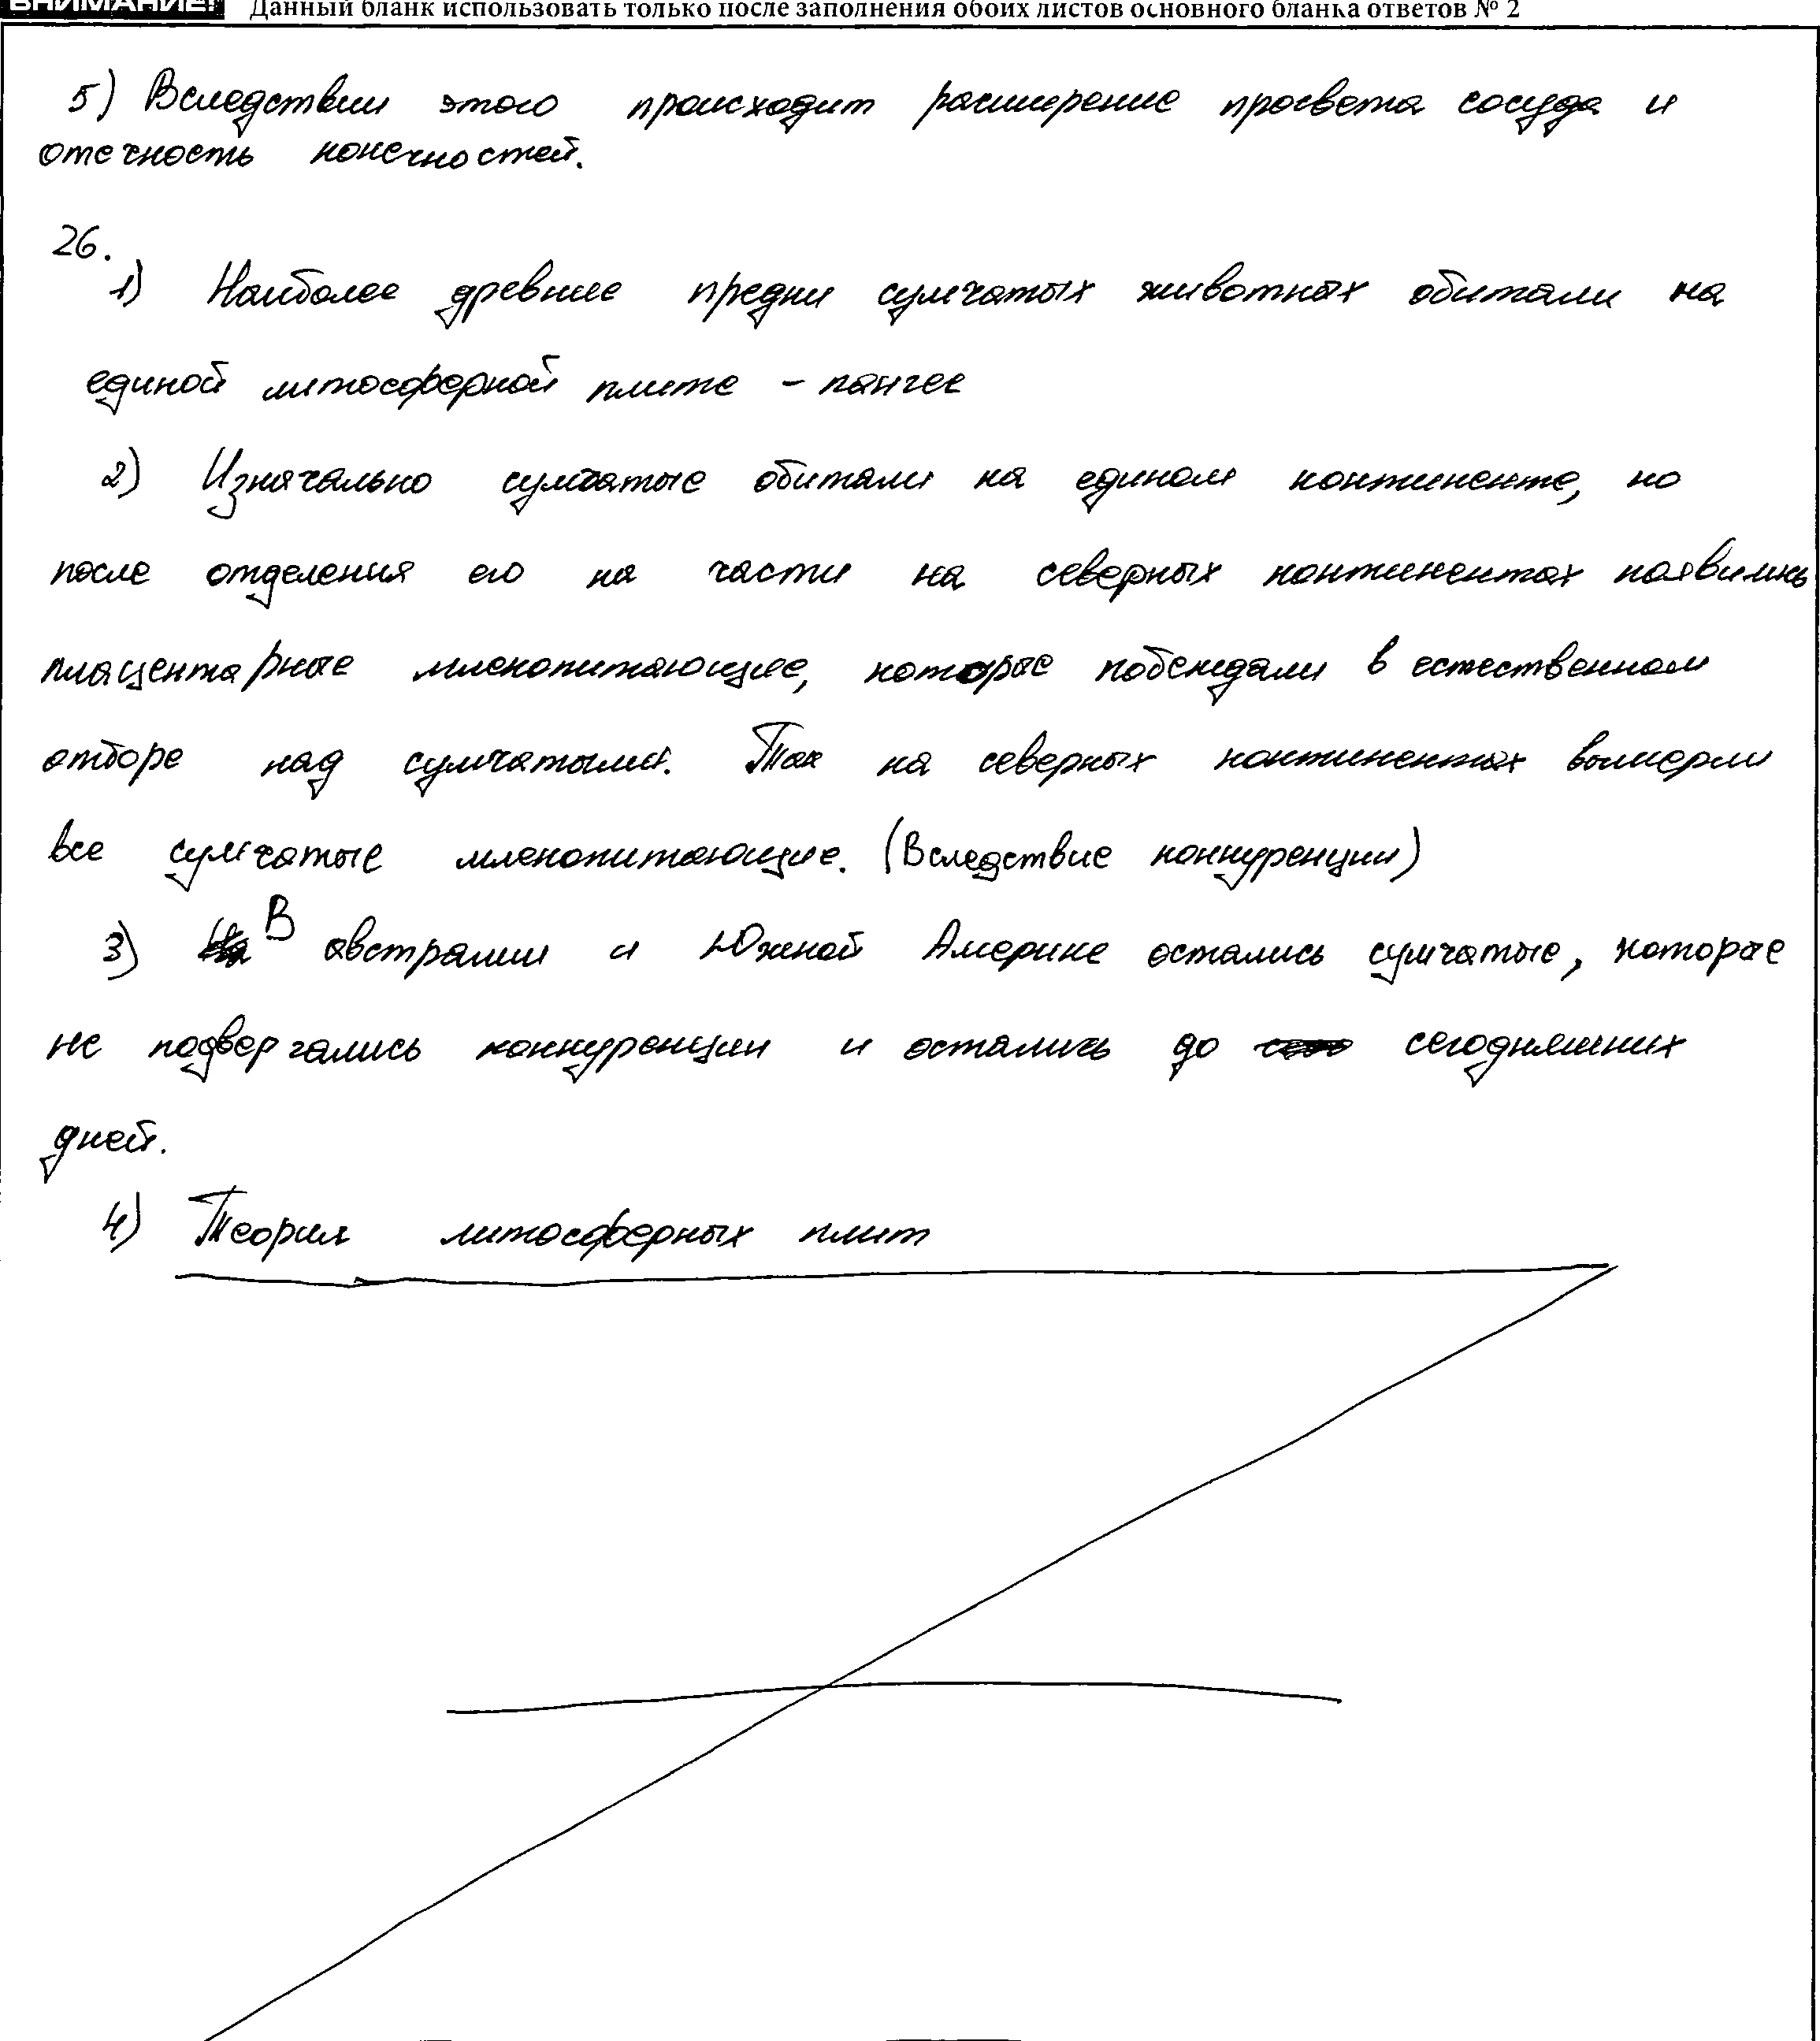 ВНИМАНИЕ! Данный бланк использовать только после заполнения обоих листов основного бланка ответов № 2
5) Вследствии этого происходит расширение просвета сосуда и
отечность конечностей.
26.
1) Наиболее древние предки сумчатых животных обитали на
единой литосферной плите - пангее
2) Изначально сумчатые обитали на едином континенте, но
после отделения его на части на северных континентах появились
плацентарные млекопитающие, которые побеждали в естественном
отборе над сумчатыми. Так на северных континентах вымерли
все сумчатые млекопитающие. (Вследствие конкуренции)
3) В австралии и Южной Америке остались сумчатые, которые
не подвергались конкуренции и остались до сегодняшних
дней.
4) Теория литосферных плит